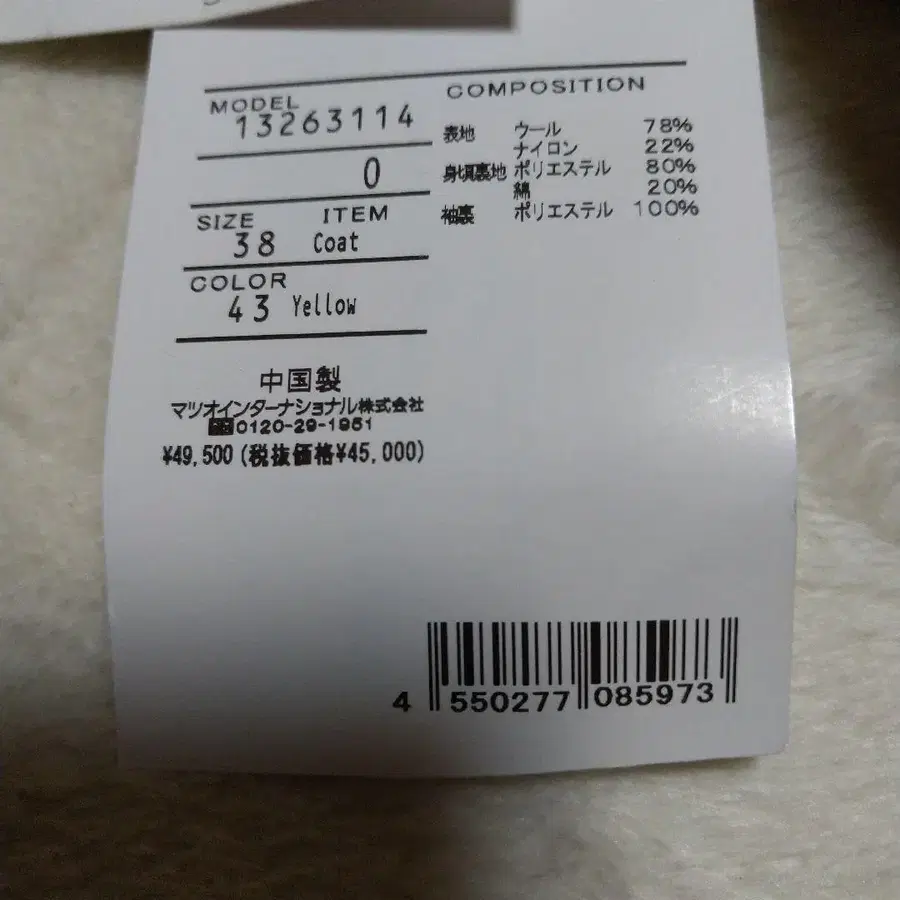 MODEL
13263114
0
SIZE ITEM
38 Coat
COLOR
43 Yellow
COMPOSITION
表地 ウール 78%
ナイロン 22%
身頃裏地 ポリエステル 80%
綿 20%
袖裏 ポリエステル 100%
中国製
マツオインターナショナル株式会社
0120-29-1951
¥49,500(税抜価格¥45,000)
4 550277 085973